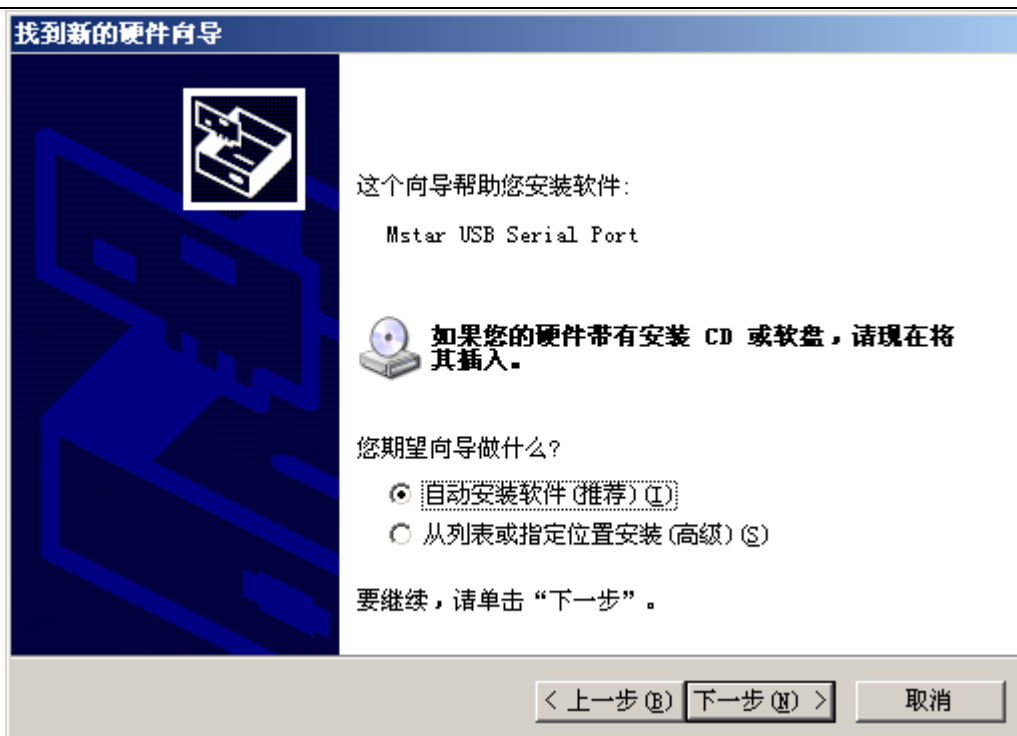 找到新的硬件向导
这个向导帮助您安装软件:
Mstar USB Serial Port
如果您的硬件带有安装 CD 或软盘，请现在将
其插入。
您期望向导做什么?
自动安装软件(推荐)(I)
从列表或指定位置安装(高级)(S)
要继续，请单击“下一步”。
< 上一步(B) 下一步(N) > 取消